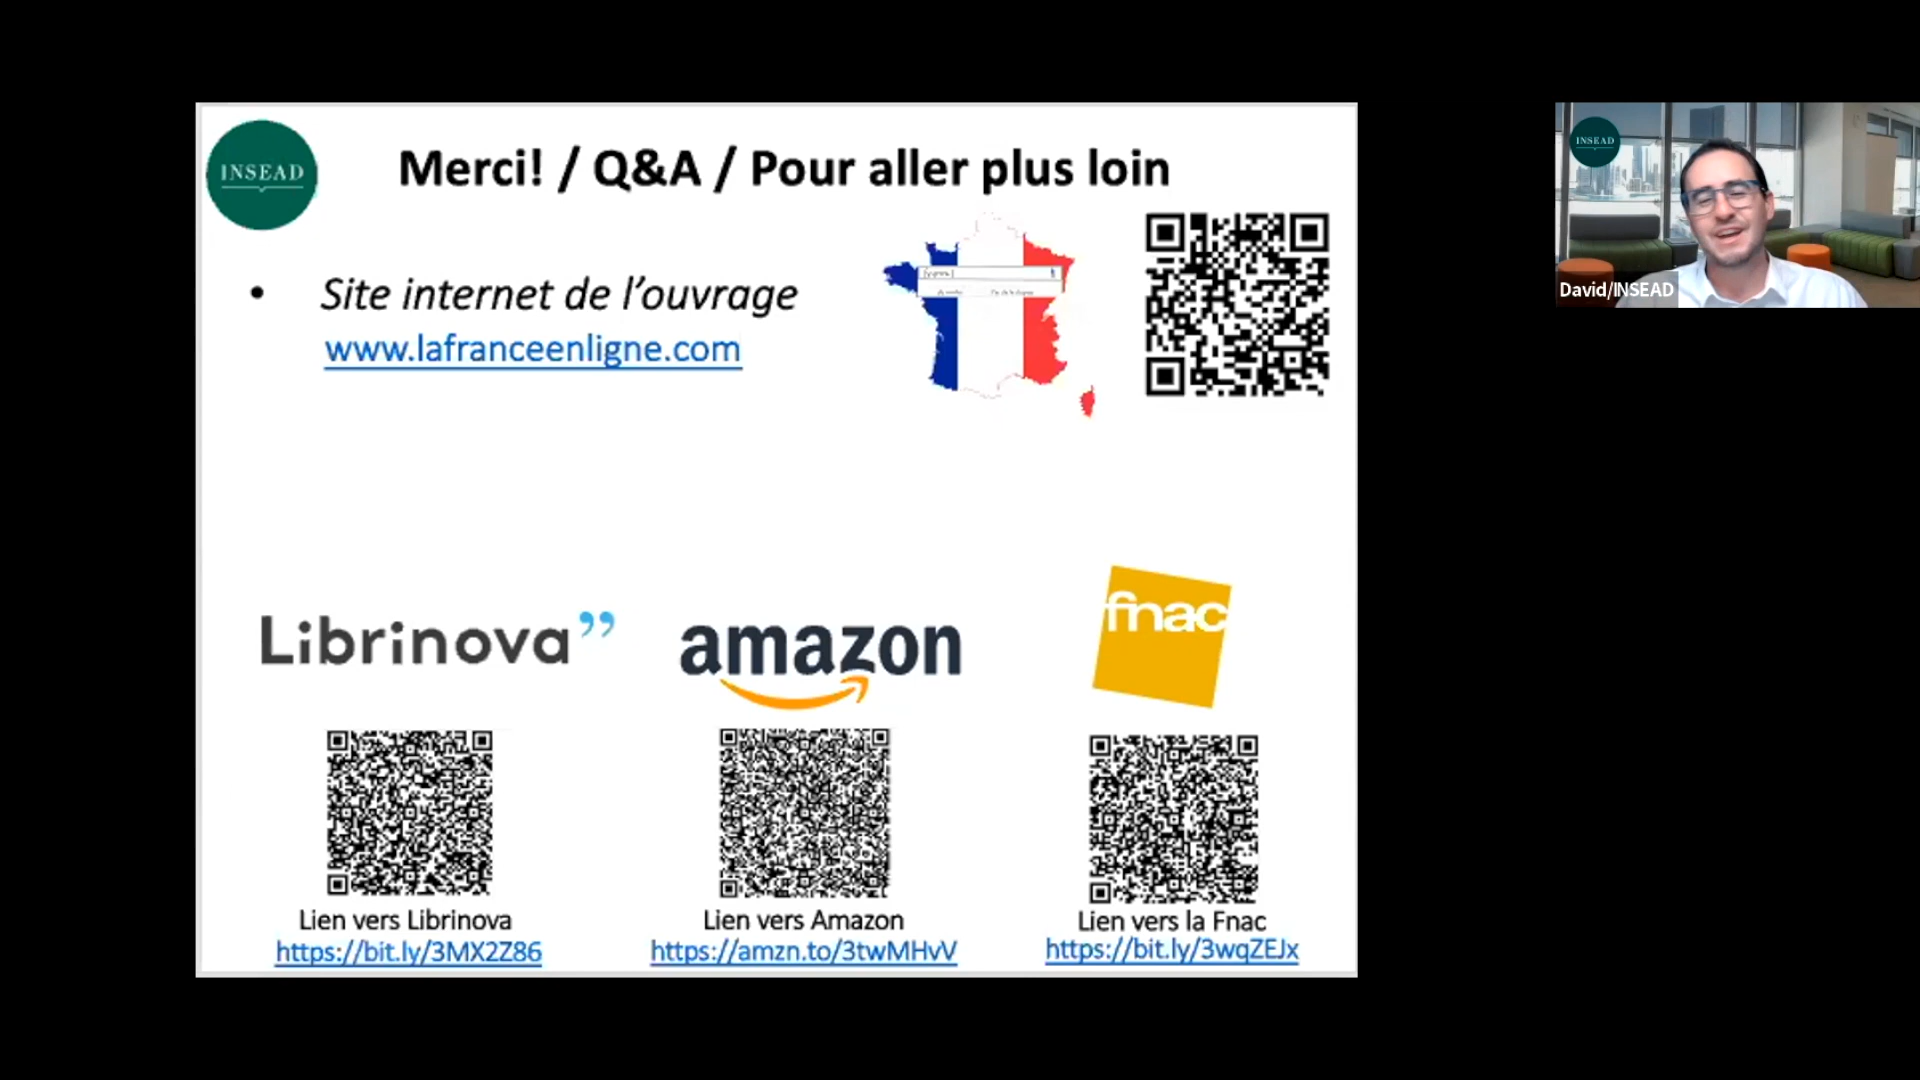 INSEAD
Merci! / Q&A / Pour aller plus loin
• Site internet de l’ouvrage
www.lafranceenligne.com
Librinova”
amazon
fnac
Lien vers Librinova
https://bit.ly/3MX2Z86
Lien vers Amazon
https://amzn.to/3twMHvV
Lien vers la Fnac
https://bit.ly/3wqZEJx
INSEAD
David/INSEAD